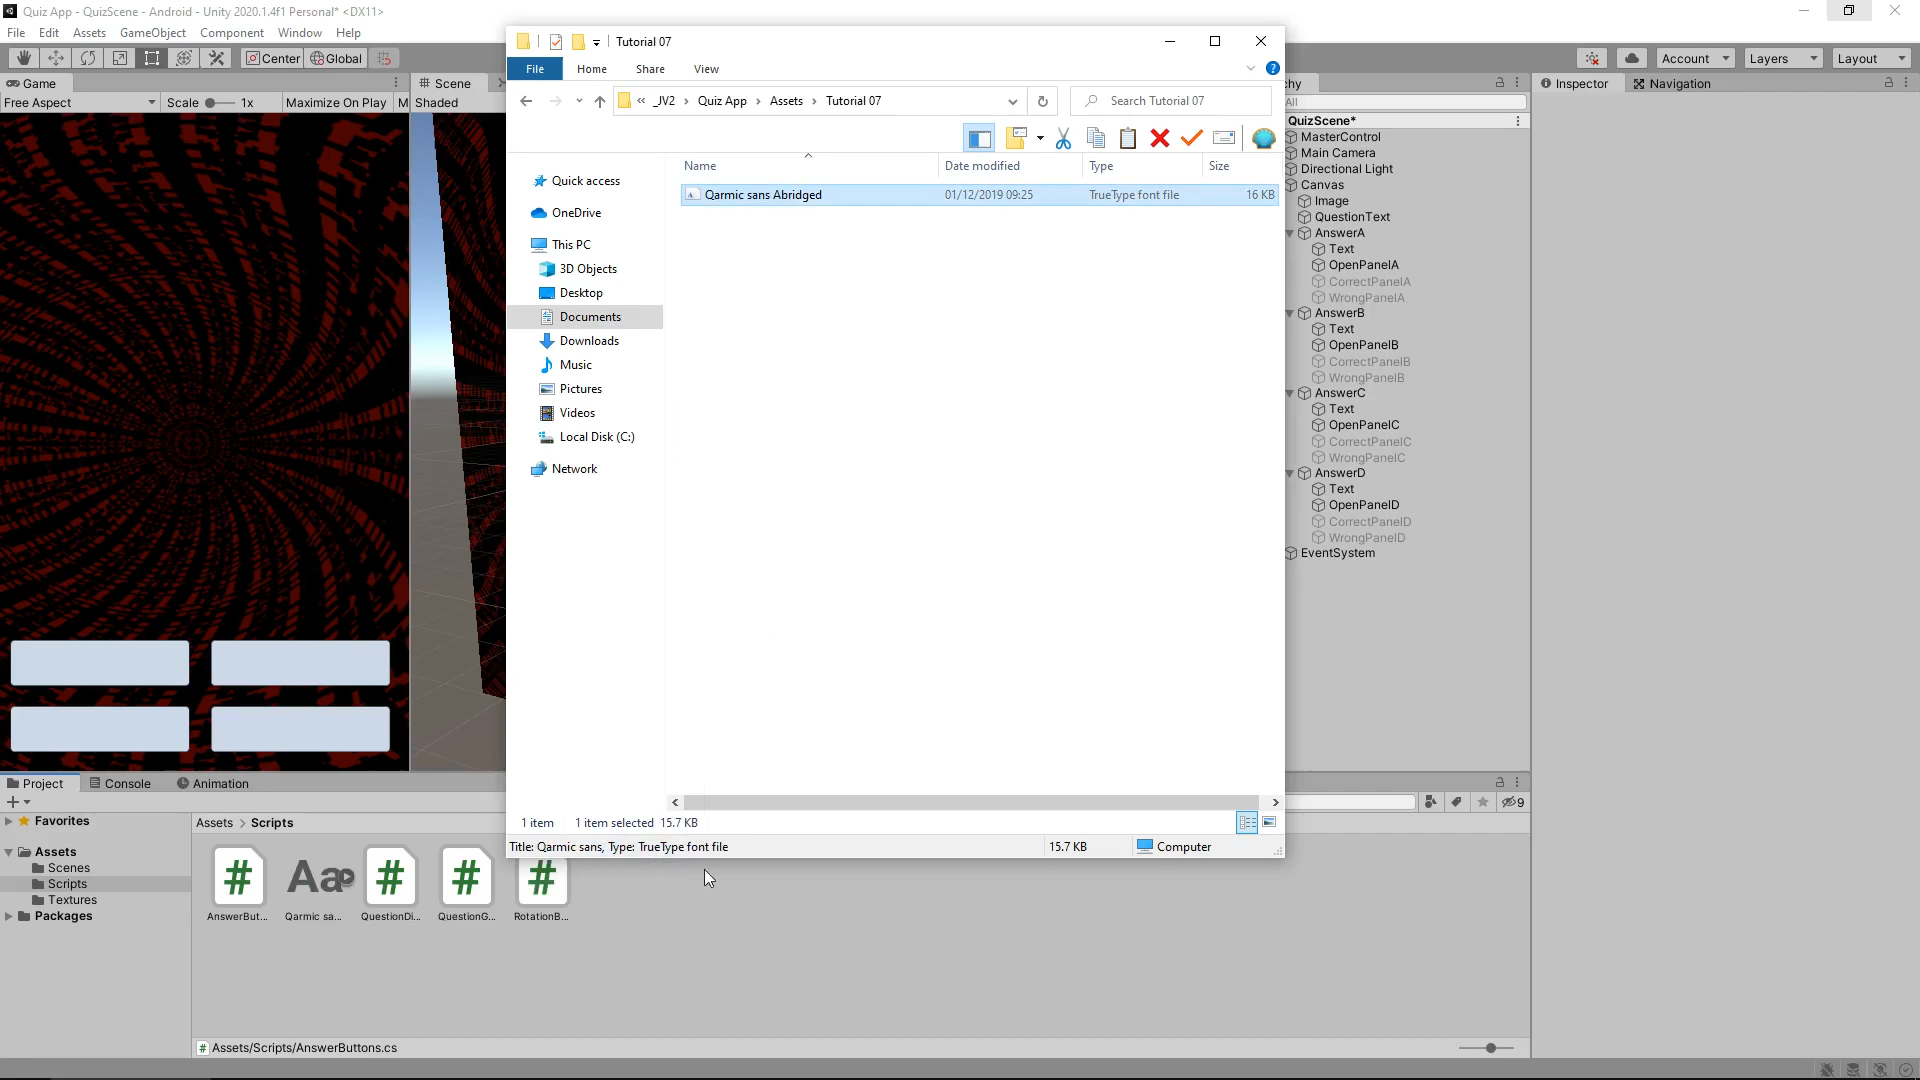 Quiz App - QuizScene - Android - Unity 2020.1.4f1 Personal* <DX11>
File Edit Assets GameObject Component Window Help
Center Global
Account Layers Layout
Game
Free Aspect Scale 1x Maximize On Play M
Scene
Shaded
Tutorial 07
File Home Share View
« _JV2 › Quiz App › Assets › Tutorial 07
Search Tutorial 07
Name Date modified Type Size
Qarmic sans Abridged 01/12/2019 09:25 TrueType font file 16 KB
Quick access
OneDrive
This PC
3D Objects
Desktop
Documents
Downloads
Music
Pictures
Videos
Local Disk (C:)
Network
1 item 1 item selected 15.7 KB
Title: Qarmic sans, Type: TrueType font file 15.7 KB Computer
chy
All
QuizScene*
MasterControl
Main Camera
Directional Light
Canvas
Image
QuestionText
AnswerA
Text
OpenPanelA
CorrectPanelA
WrongPanelA
AnswerB
Text
OpenPanelB
CorrectPanelB
WrongPanelB
AnswerC
Text
OpenPanelC
CorrectPanelC
WrongPanelC
AnswerD
Text
OpenPanelD
CorrectPanelD
WrongPanelD
EventSystem
Inspector Navigation
Project Console Animation
9
Favorites
Assets
Scenes
Scripts
Textures
Packages
Assets > Scripts
Aa
AnswerBut... Qarmic sa... QuestionDi... QuestionG... RotationB...
Assets/Scripts/AnswerButtons.cs